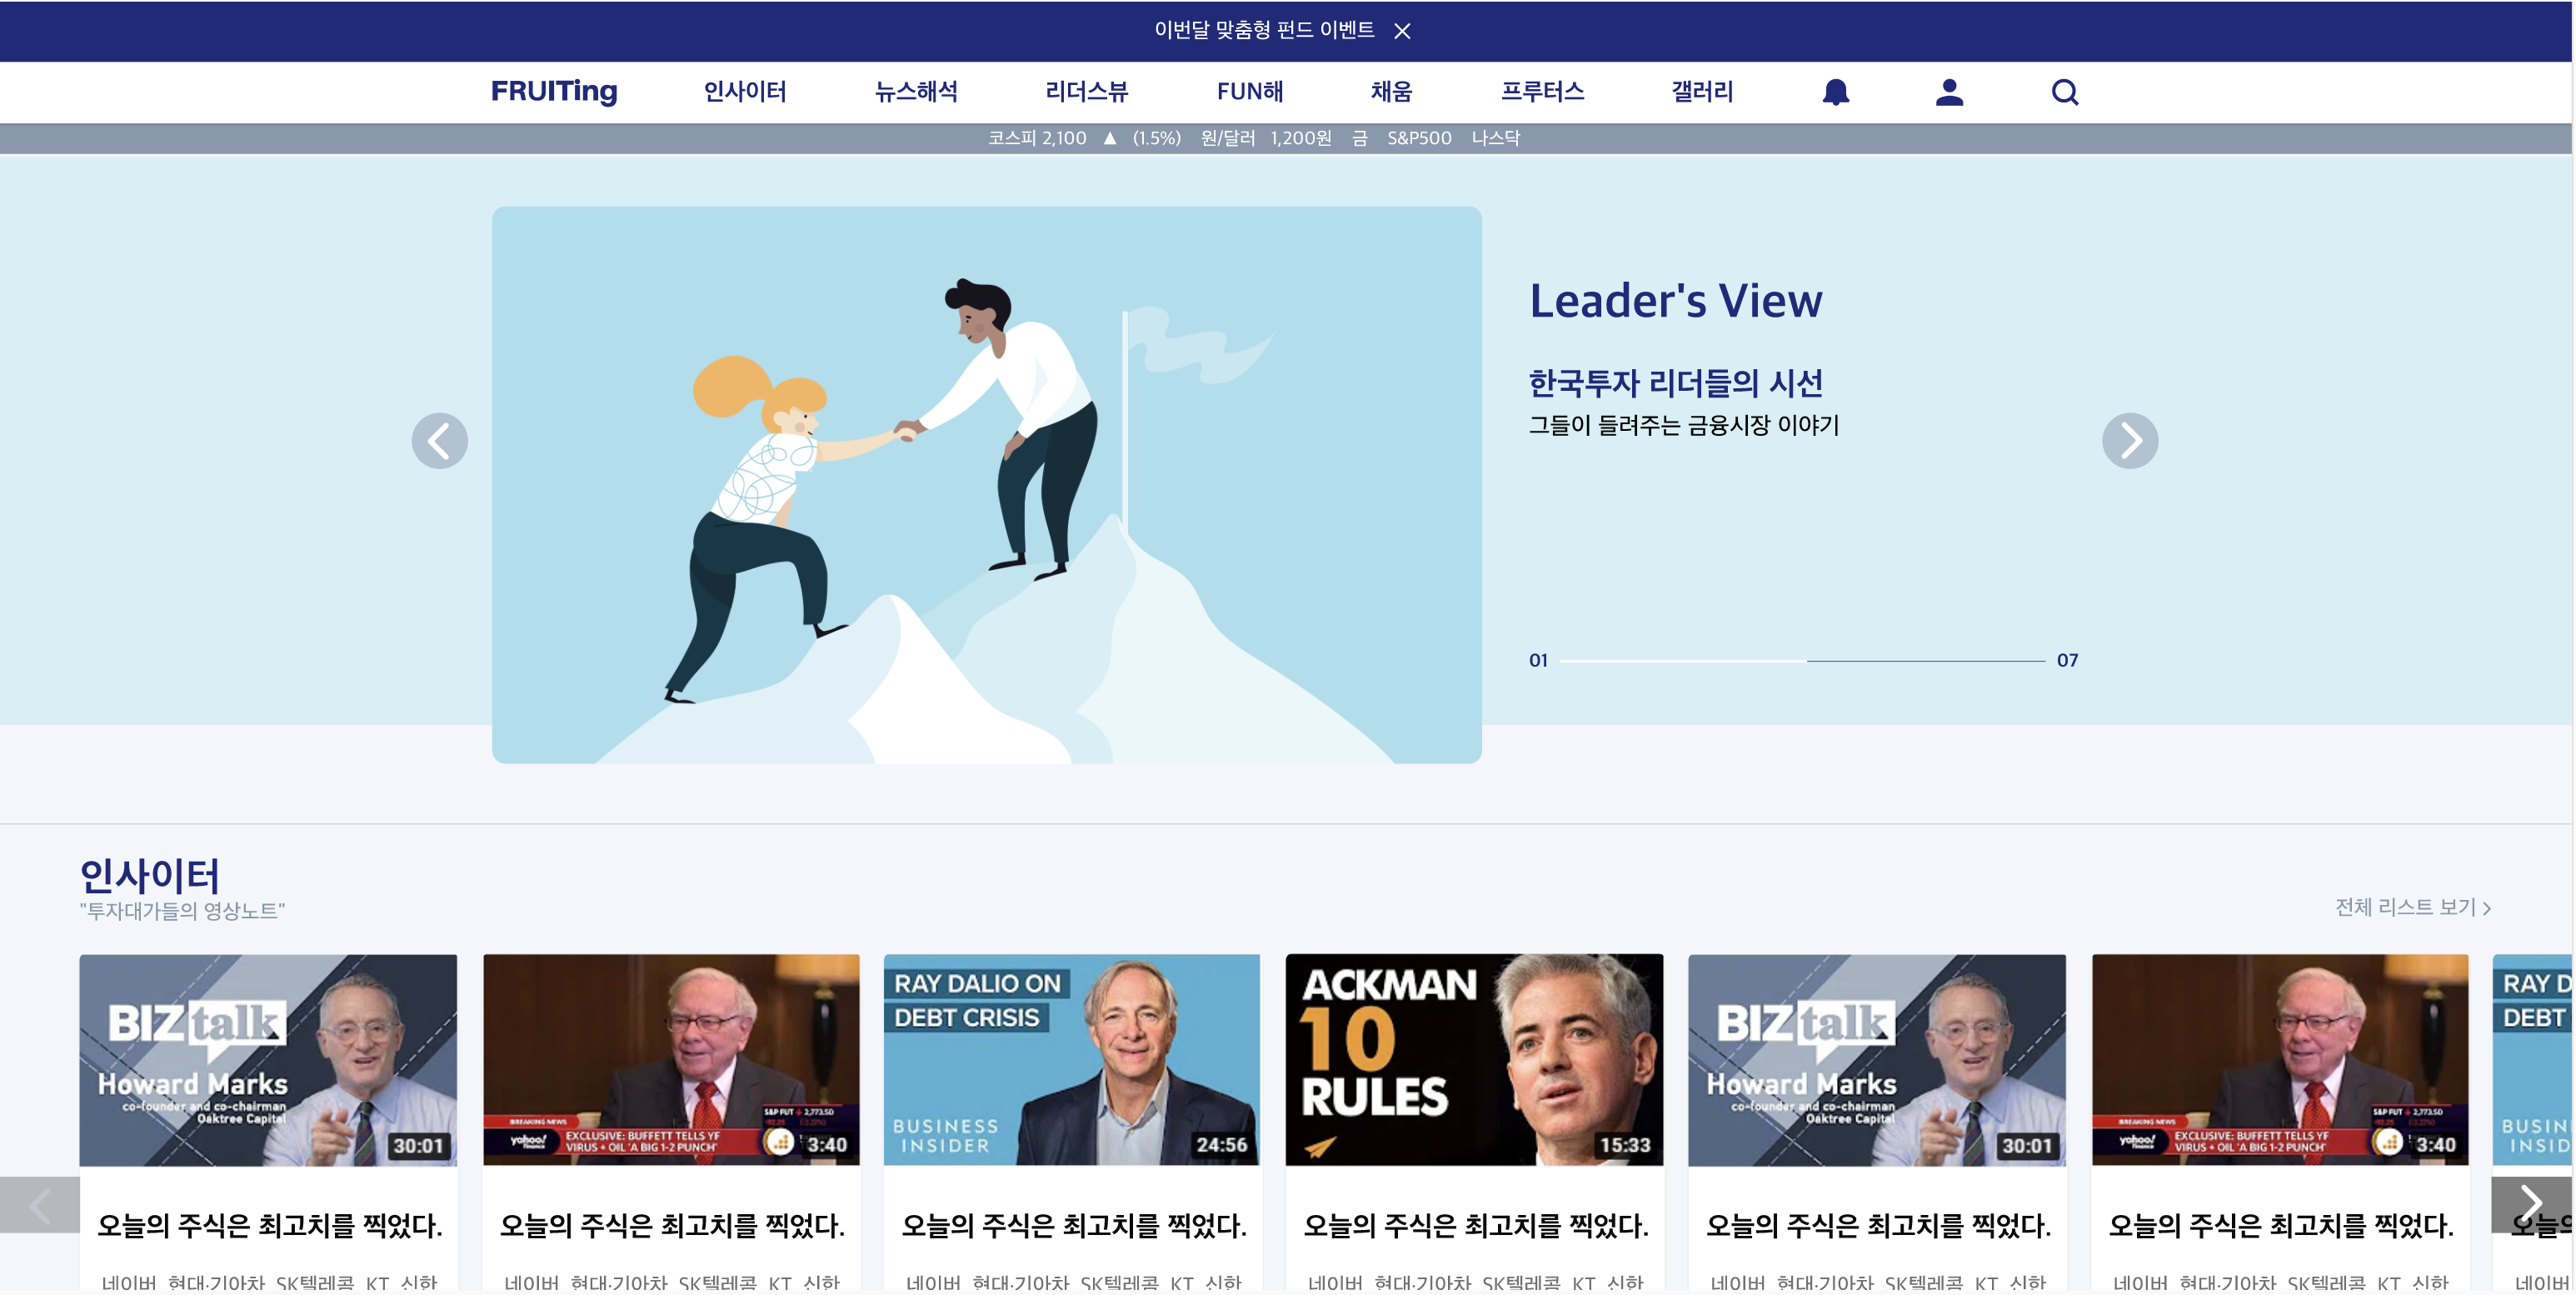 이번달 맞춤형 펀드 이벤트
FRUITing 인사이터 뉴스해석 리더스뷰 FUN해 채움 프루터스 갤러리
코스피 2,100 ▲ (1.5%) 원/달러 1,200원 금 S&P500 나스닥
Leader's View
한국투자 리더들의 시선
그들이 들려주는 금융시장 이야기
01 07
인사이터
"투자대가들의 영상노트"
전체 리스트 보기 >
BIZ talk
Howard Marks
co-founder and co-chairman
Oaktree Capital
30:01
S&P FUT 2,773.50
BREAKING NEWS
yahoo! finance
EXCLUSIVE: BUFFETT TELLS YF
VIRUS + OIL 'A BIG 1-2 PUNCH'
3:40
RAY DALIO ON
DEBT CRISIS
BUSINESS
INSIDER
24:56
ACKMAN
10
RULES
15:33
BIZ talk
Howard Marks
co-founder and co-chairman
Oaktree Capital
30:01
S&P FUT 2,773.50
BREAKING NEWS
yahoo! finance
EXCLUSIVE: BUFFETT TELLS YF
VIRUS + OIL 'A BIG 1-2 PUNCH'
3:40
RAY D
DEBT
BUSIN
INSID
오늘의 주식은 최고치를 찍었다.
네이버 현대·기아차 SK텔레콤 KT 신한
오늘의 주식은 최고치를 찍었다.
네이버 현대·기아차 SK텔레콤 KT 신한
오늘의 주식은 최고치를 찍었다.
네이버 현대·기아차 SK텔레콤 KT 신한
오늘의 주식은 최고치를 찍었다.
네이버 현대·기아차 SK텔레콤 KT 신한
오늘의 주식은 최고치를 찍었다.
네이버 현대·기아차 SK텔레콤 KT 신한
오늘의 주식은 최고치를 찍었다.
네이버 현대·기아차 SK텔레콤 KT 신한
오늘
네이버